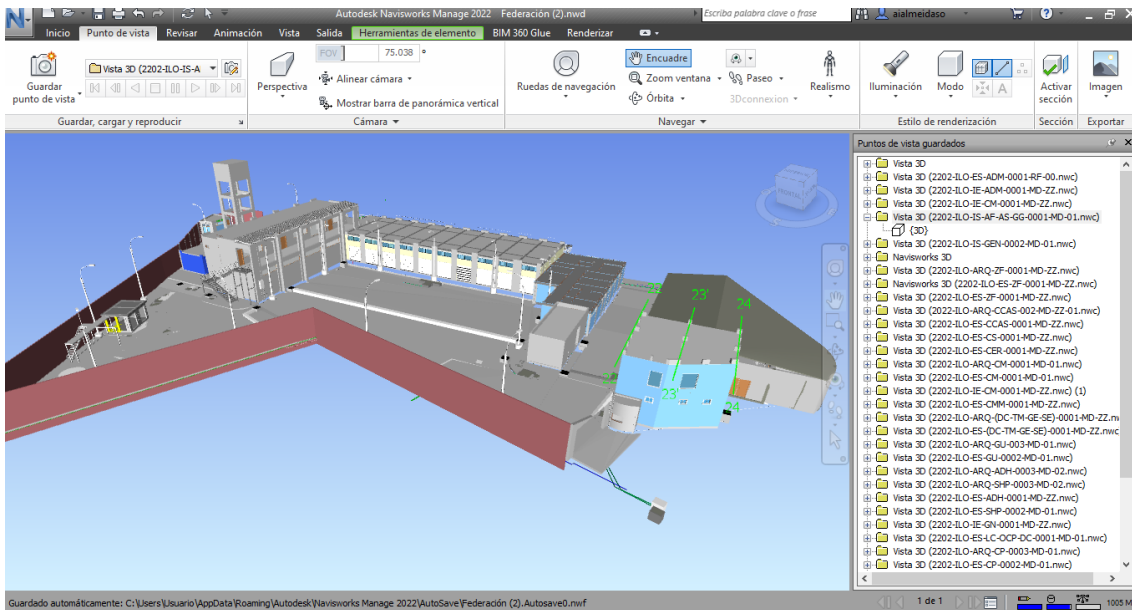 Autodesk Navisworks Manage 2022 Federación (2).nwd
Escriba palabra clave o frase
aialmeidaso
Inicio Punto de vista Revisar Animación Vista Salida Herramientas de elemento BIM 360 Glue Renderizar
Guardar punto de vista
Vista 3D (2202-ILO-IS-A
Guardar, cargar y reproducir
Perspectiva
FOV 75.038 °
Alinear cámara
Mostrar barra de panorámica vertical
Cámara
Ruedas de navegación
Encuadre
Zoom ventana
Órbita
Paseo
3Dconnexion
Realismo
Navegar
Iluminación
Modo
Estilo de renderización
Activar sección
Sección
Imagen
Exportar
23'
24
23'
24
Puntos de vista guardados
Vista 3D
Vista 3D (2202-ILO-ES-ADM-0001-RF-00.nwc)
Vista 3D (2202-ILO-IE-ADM-0001-MD-ZZ.nwc)
Vista 3D (2202-ILO-IE-CM-0001-MD-ZZ.nwc)
Vista 3D (2202-ILO-IS-AF-AS-GG-0001-MD-01.nwc)
{3D}
Vista 3D (2202-ILO-IS-GEN-0002-MD-01.nwc)
Navisworks 3D
Vista 3D (2202-ILO-ARQ-ZF-0001-MD-ZZ.nwc)
Navisworks 3D (2202-ILO-ES-ZF-0001-MD-ZZ.nwc)
Vista 3D (2202-ILO-ES-ZF-0001-MD-ZZ.nwc)
Vista 3D (2202-ILO-ARQ-CCAS-002-MD-ZZ-01.nwc)
Vista 3D (2202-ILO-ES-CCAS-0001-MD-ZZ.nwc)
Vista 3D (2202-ILO-ES-CS-0001-MD-ZZ.nwc)
Vista 3D (2202-ILO-ES-CER-0001-MD-ZZ.nwc)
Vista 3D (2202-ILO-ARQ-CM-0001-MD-01.nwc)
Vista 3D (2202-ILO-ES-CM-0001-MD-01.nwc)
Vista 3D (2202-ILO-IE-CM-0001-MD-ZZ.nwc) (1)
Vista 3D (2202-ILO-ES-CMM-0001-MD-ZZ.nwc)
Vista 3D (2202-ILO-ARQ-(DC-TM-GE-SE)-0001-MD-ZZ.nw
Vista 3D (2202-ILO-ES-(DC-TM-GE-SE)-0001-MD-ZZ.nwc
Vista 3D (2202-ILO-ARQ-GU-003-MD-01.nwc)
Vista 3D (2202-ILO-ES-GU-0002-MD-01.nwc)
Vista 3D (2202-ILO-ARQ-ADH-0003-MD-02.nwc)
Vista 3D (2202-ILO-ARQ-SHP-0003-MD-02.nwc)
Vista 3D (2202-ILO-ES-ADH-0001-MD-ZZ.nwc)
Vista 3D (2202-ILO-ES-SHP-0002-MD-01.nwc)
Vista 3D (2202-ILO-IE-GN-0001-MD-ZZ.nwc)
Vista 3D (2202-ILO-ES-LC-OCP-DC-0001-MD-01.nwc)
Vista 3D (2202-ILO-ARQ-CP-0003-MD-01.nwc)
Vista 3D (2202-ILO-ES-CP-0002-MD-01.nwc)
Guardado automáticamente: C:\Users\Usuario\AppData\Roaming\Autodesk\Navisworks Manage 2022\AutoSave\Federación (2).Autosave0.nwf
1 de 1
1005 M